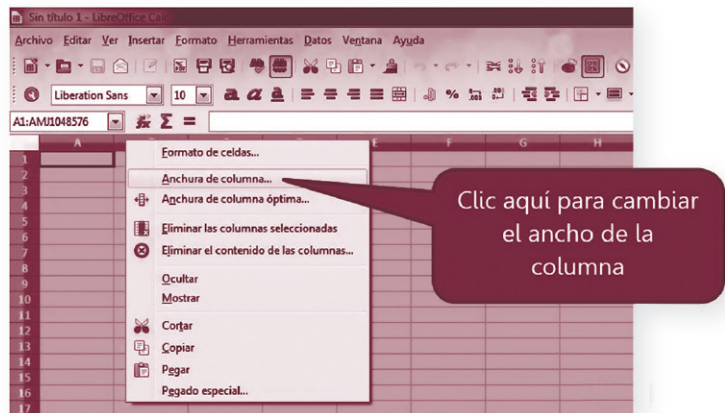 Sin título 1 - LibreOffice Calc
Archivo Editar Ver Insertar Formato Herramientas Datos Ventana Ayuda
Liberation Sans 10 a a a %
A1:AMJ1048576 fx Σ =
A E F G H
1
Formato de celdas...
2
Anchura de columna...
3
Anchura de columna óptima...
4
5
Eliminar las columnas seleccionadas
6
Eliminar el contenido de las columnas...
7
8
Ocultar
9
Mostrar
10
11
Cortar
12
Copiar
13
Pegar
14
Pegado especial...
15
16
17
Clic aquí para cambiar
el ancho de la
columna